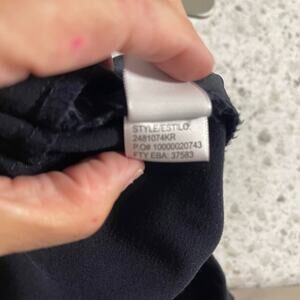 STYLE/ESTILO:
2481074KR
P.O# 10000020743
FTY EBA: 37583